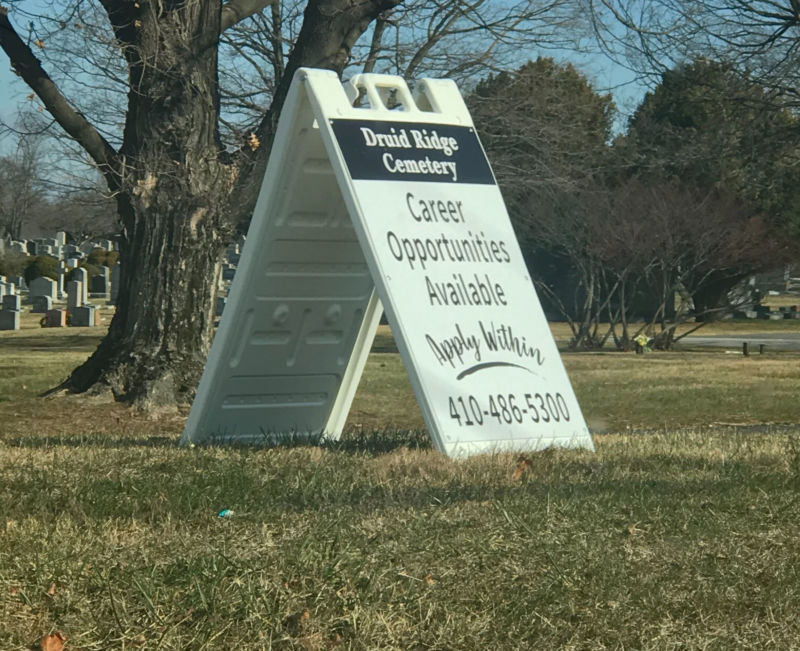 Druid Ridge
Cemetery
Career
Opportunities
Available
Apply Within
410-486-5300